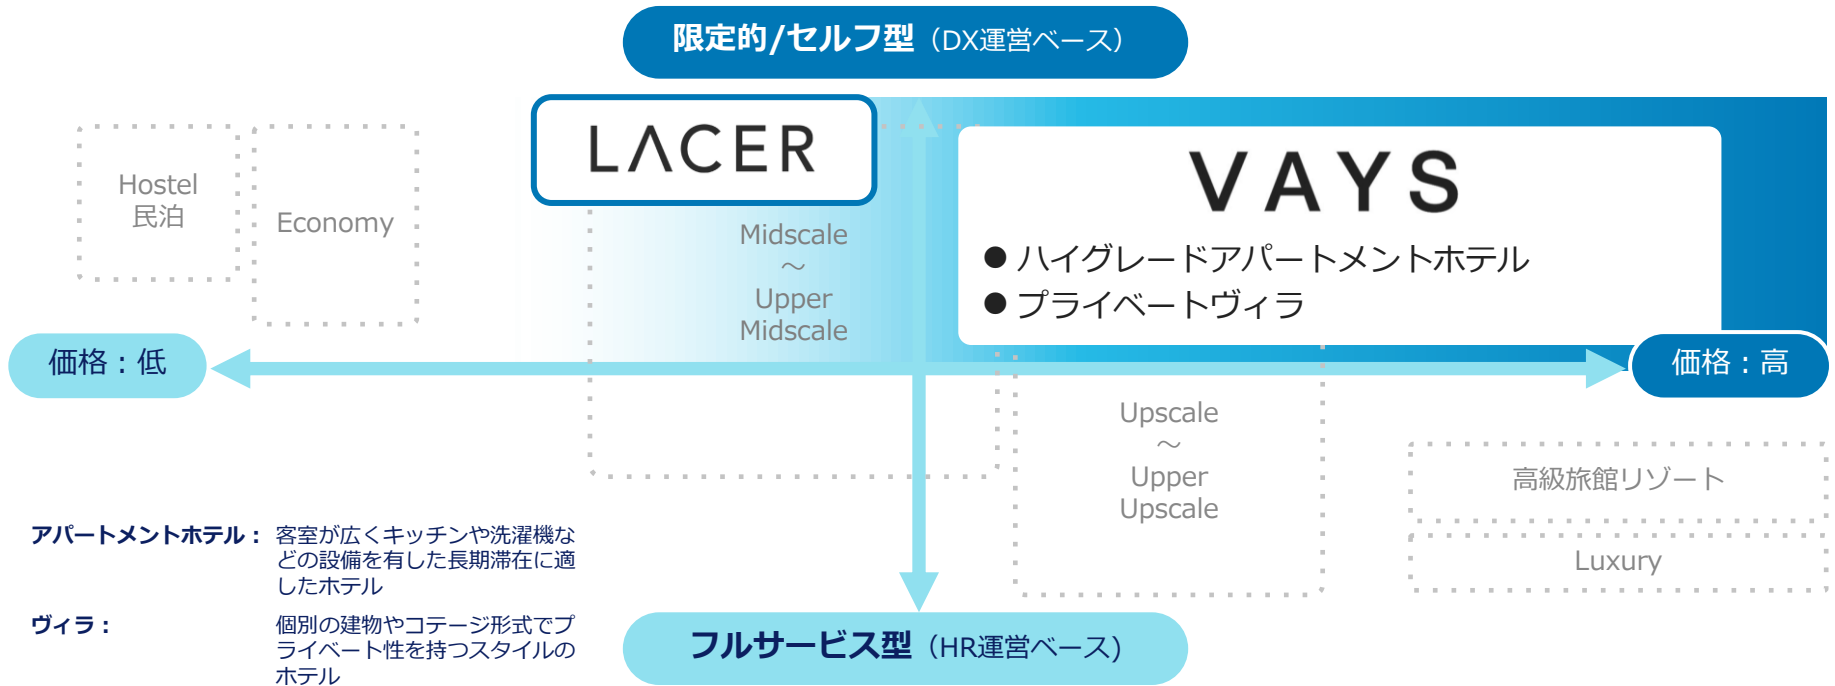 限定的/セルフ型（DX運営ベース）
LACER
VAYS
Hostel
民泊
Economy
Midscale
～
Upper
Midscale
● ハイグレードアパートメントホテル
● プライベートヴィラ
価格：低
価格：高
Upscale
～
Upper
Upscale
高級旅館リゾート
Luxury
アパートメントホテル： 客室が広くキッチンや洗濯機な
どの設備を有した長期滞在に適
したホテル
ヴィラ： 個別の建物やコテージ形式でプ
ライベート性を持つスタイルの
ホテル
フルサービス型（HR運営ベース)